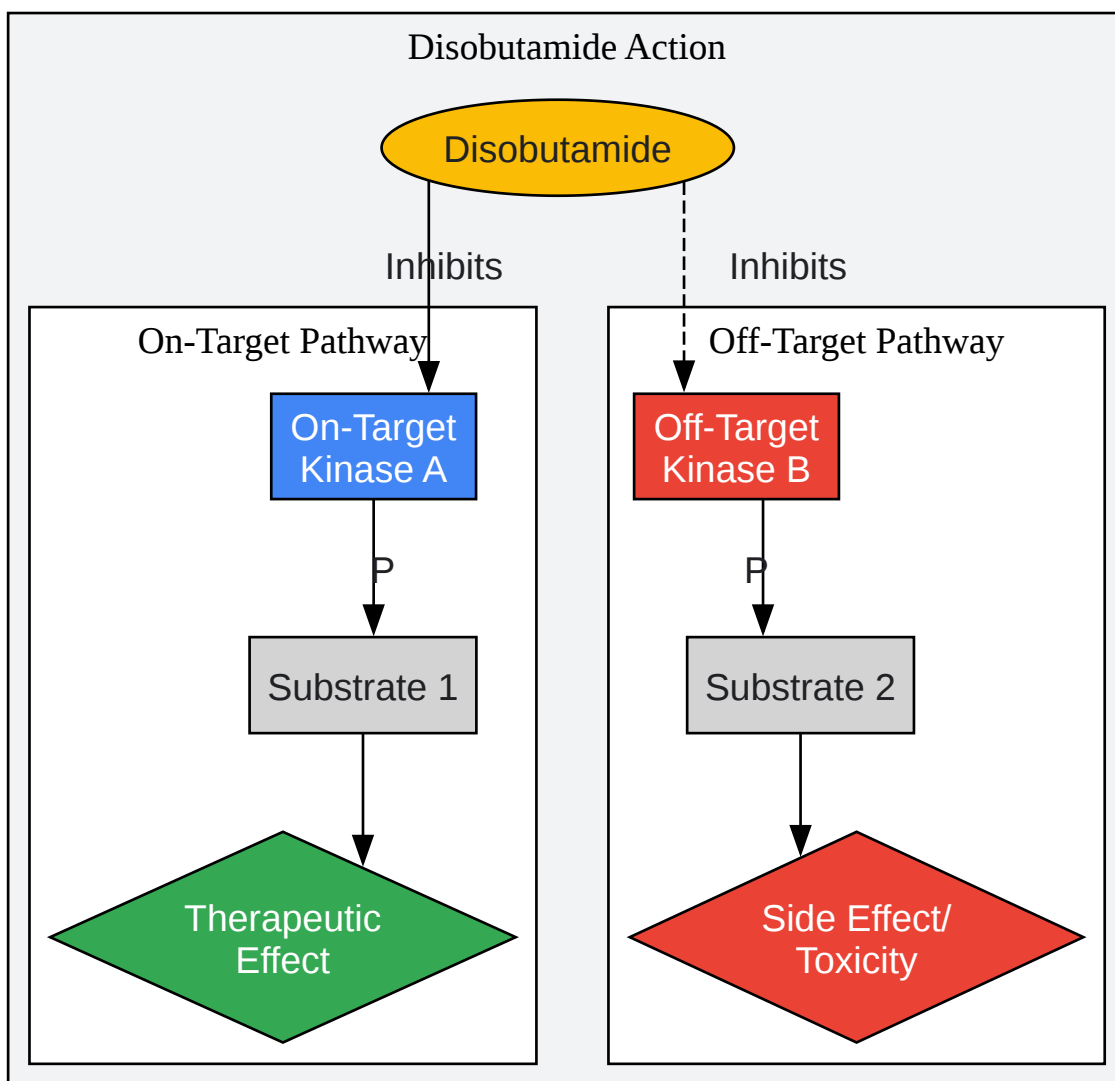 Disobutamide Action
Disobutamide
Inhibits
Inhibits
On-Target Pathway
Off-Target Pathway
On-Target
Kinase A
Off-Target
Kinase B
P
P
Substrate 1
Substrate 2
Therapeutic
Effect
Side Effect/
Toxicity